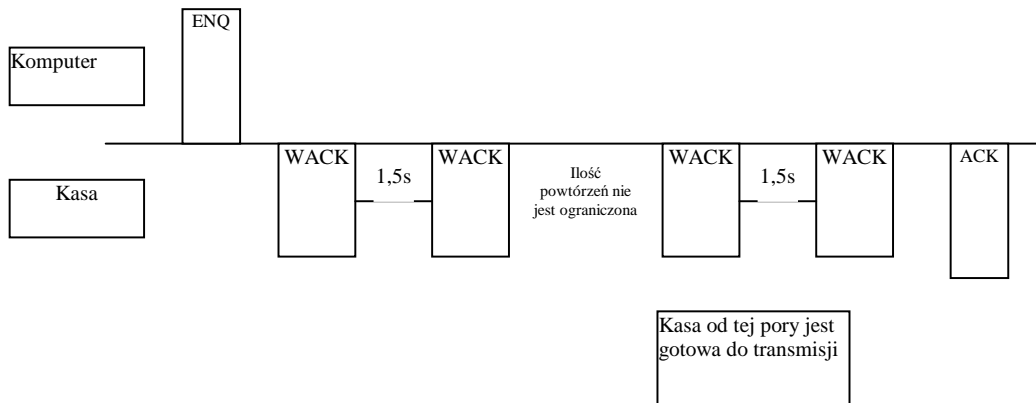 ENQ
Komputer
WACK
WACK
WACK
WACK
ACK
1,5s
1,5s
Ilość
powtórzeń nie
jest ograniczona
Kasa
Kasa od tej pory jest
gotowa do transmisji